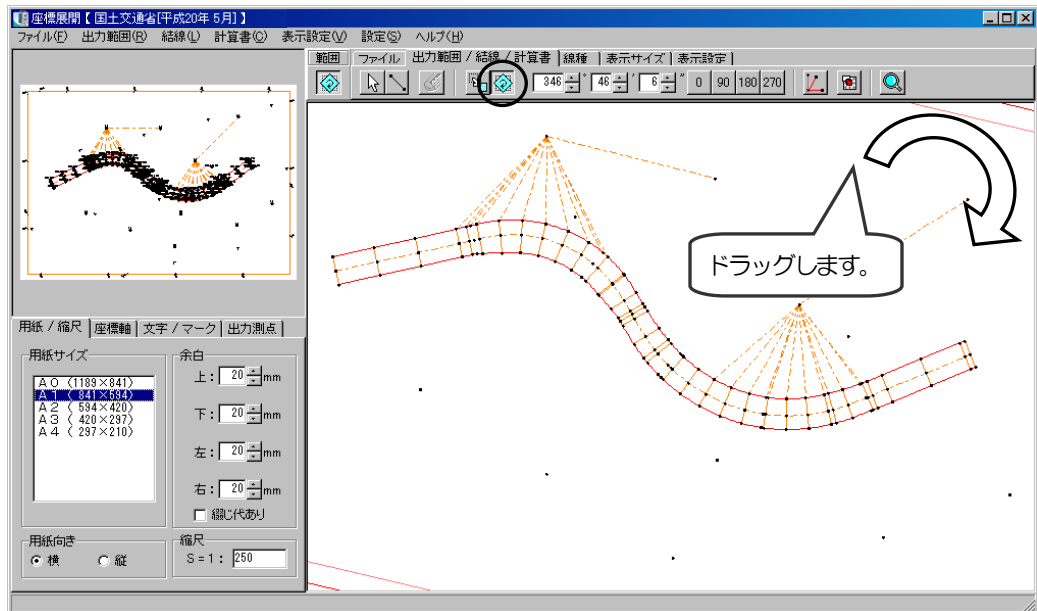 座標展開【 国土交通省[平成20年 5月] 】
ファイル(F) 出力範囲(R) 結線(L) 計算書(C) 表示設定(V) 設定(S) ヘルプ(H)
範囲 ファイル 出力範囲 / 結線 / 計算書 線種 表示サイズ 表示設定
346 ° 46 ′ 6 ″ 0 90 180 270
ドラッグします。
用紙 / 縮尺 座標軸 文字 / マーク 出力測点
用紙サイズ
A0 (1189×841)
A1 ( 841×594)
A2 ( 594×420)
A3 ( 420×297)
A4 ( 297×210)
余白
上: 20 mm
下: 20 mm
左: 20 mm
右: 20 mm
綴じ代あり
用紙向き
横 縦
縮尺
S = 1 : 250